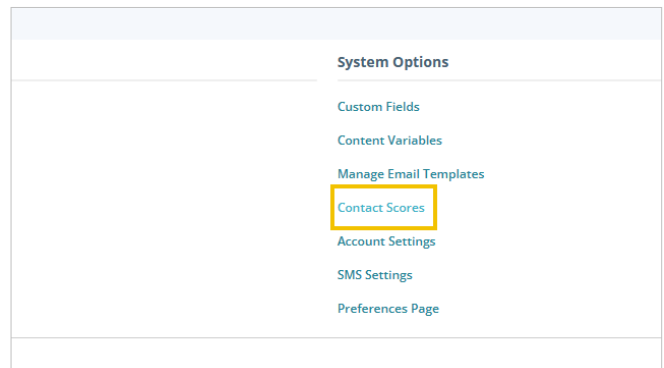 System Options
Custom Fields
Content Variables
Manage Email Templates
Contact Scores
Account Settings
SMS Settings
Preferences Page